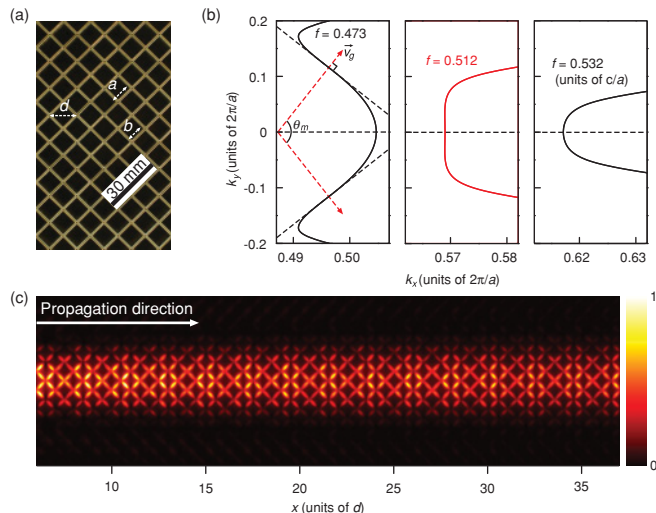 (a)
a
d
b
30 mm
(b)
k_y (units of 2π/a)
0.2
0.1
0
-0.1
-0.2
f = 0.473
v_g
θ_m
0.49 0.50
f = 0.512
0.57 0.58
f = 0.532
(units of c/a)
0.62 0.63
k_x (units of 2π/a)
(c)
Propagation direction
1
0
10 15 20 25 30 35
x (units of d)